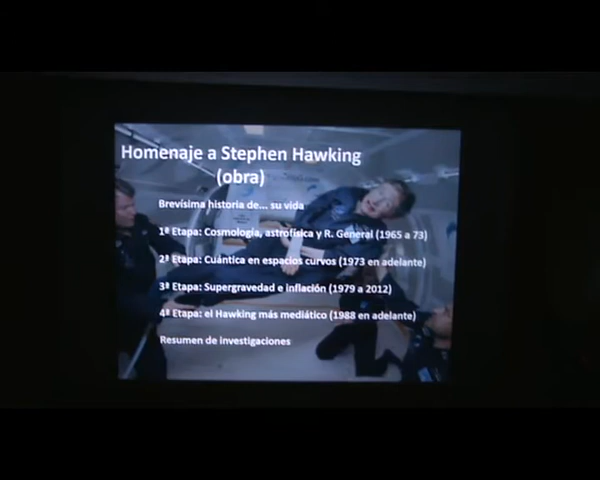 Homenaje a Stephen Hawking
(obra)
Brevísima historia de... su vida
1ª Etapa: Cosmología, astrofísica y R. General (1965 a 73)
2ª Etapa: Cuántica en espacios curvos (1973 en adelante)
3ª Etapa: Supergravedad e inflación (1979 a 2012)
4ª Etapa: el Hawking más mediático (1988 en adelante)
Resumen de investigaciones